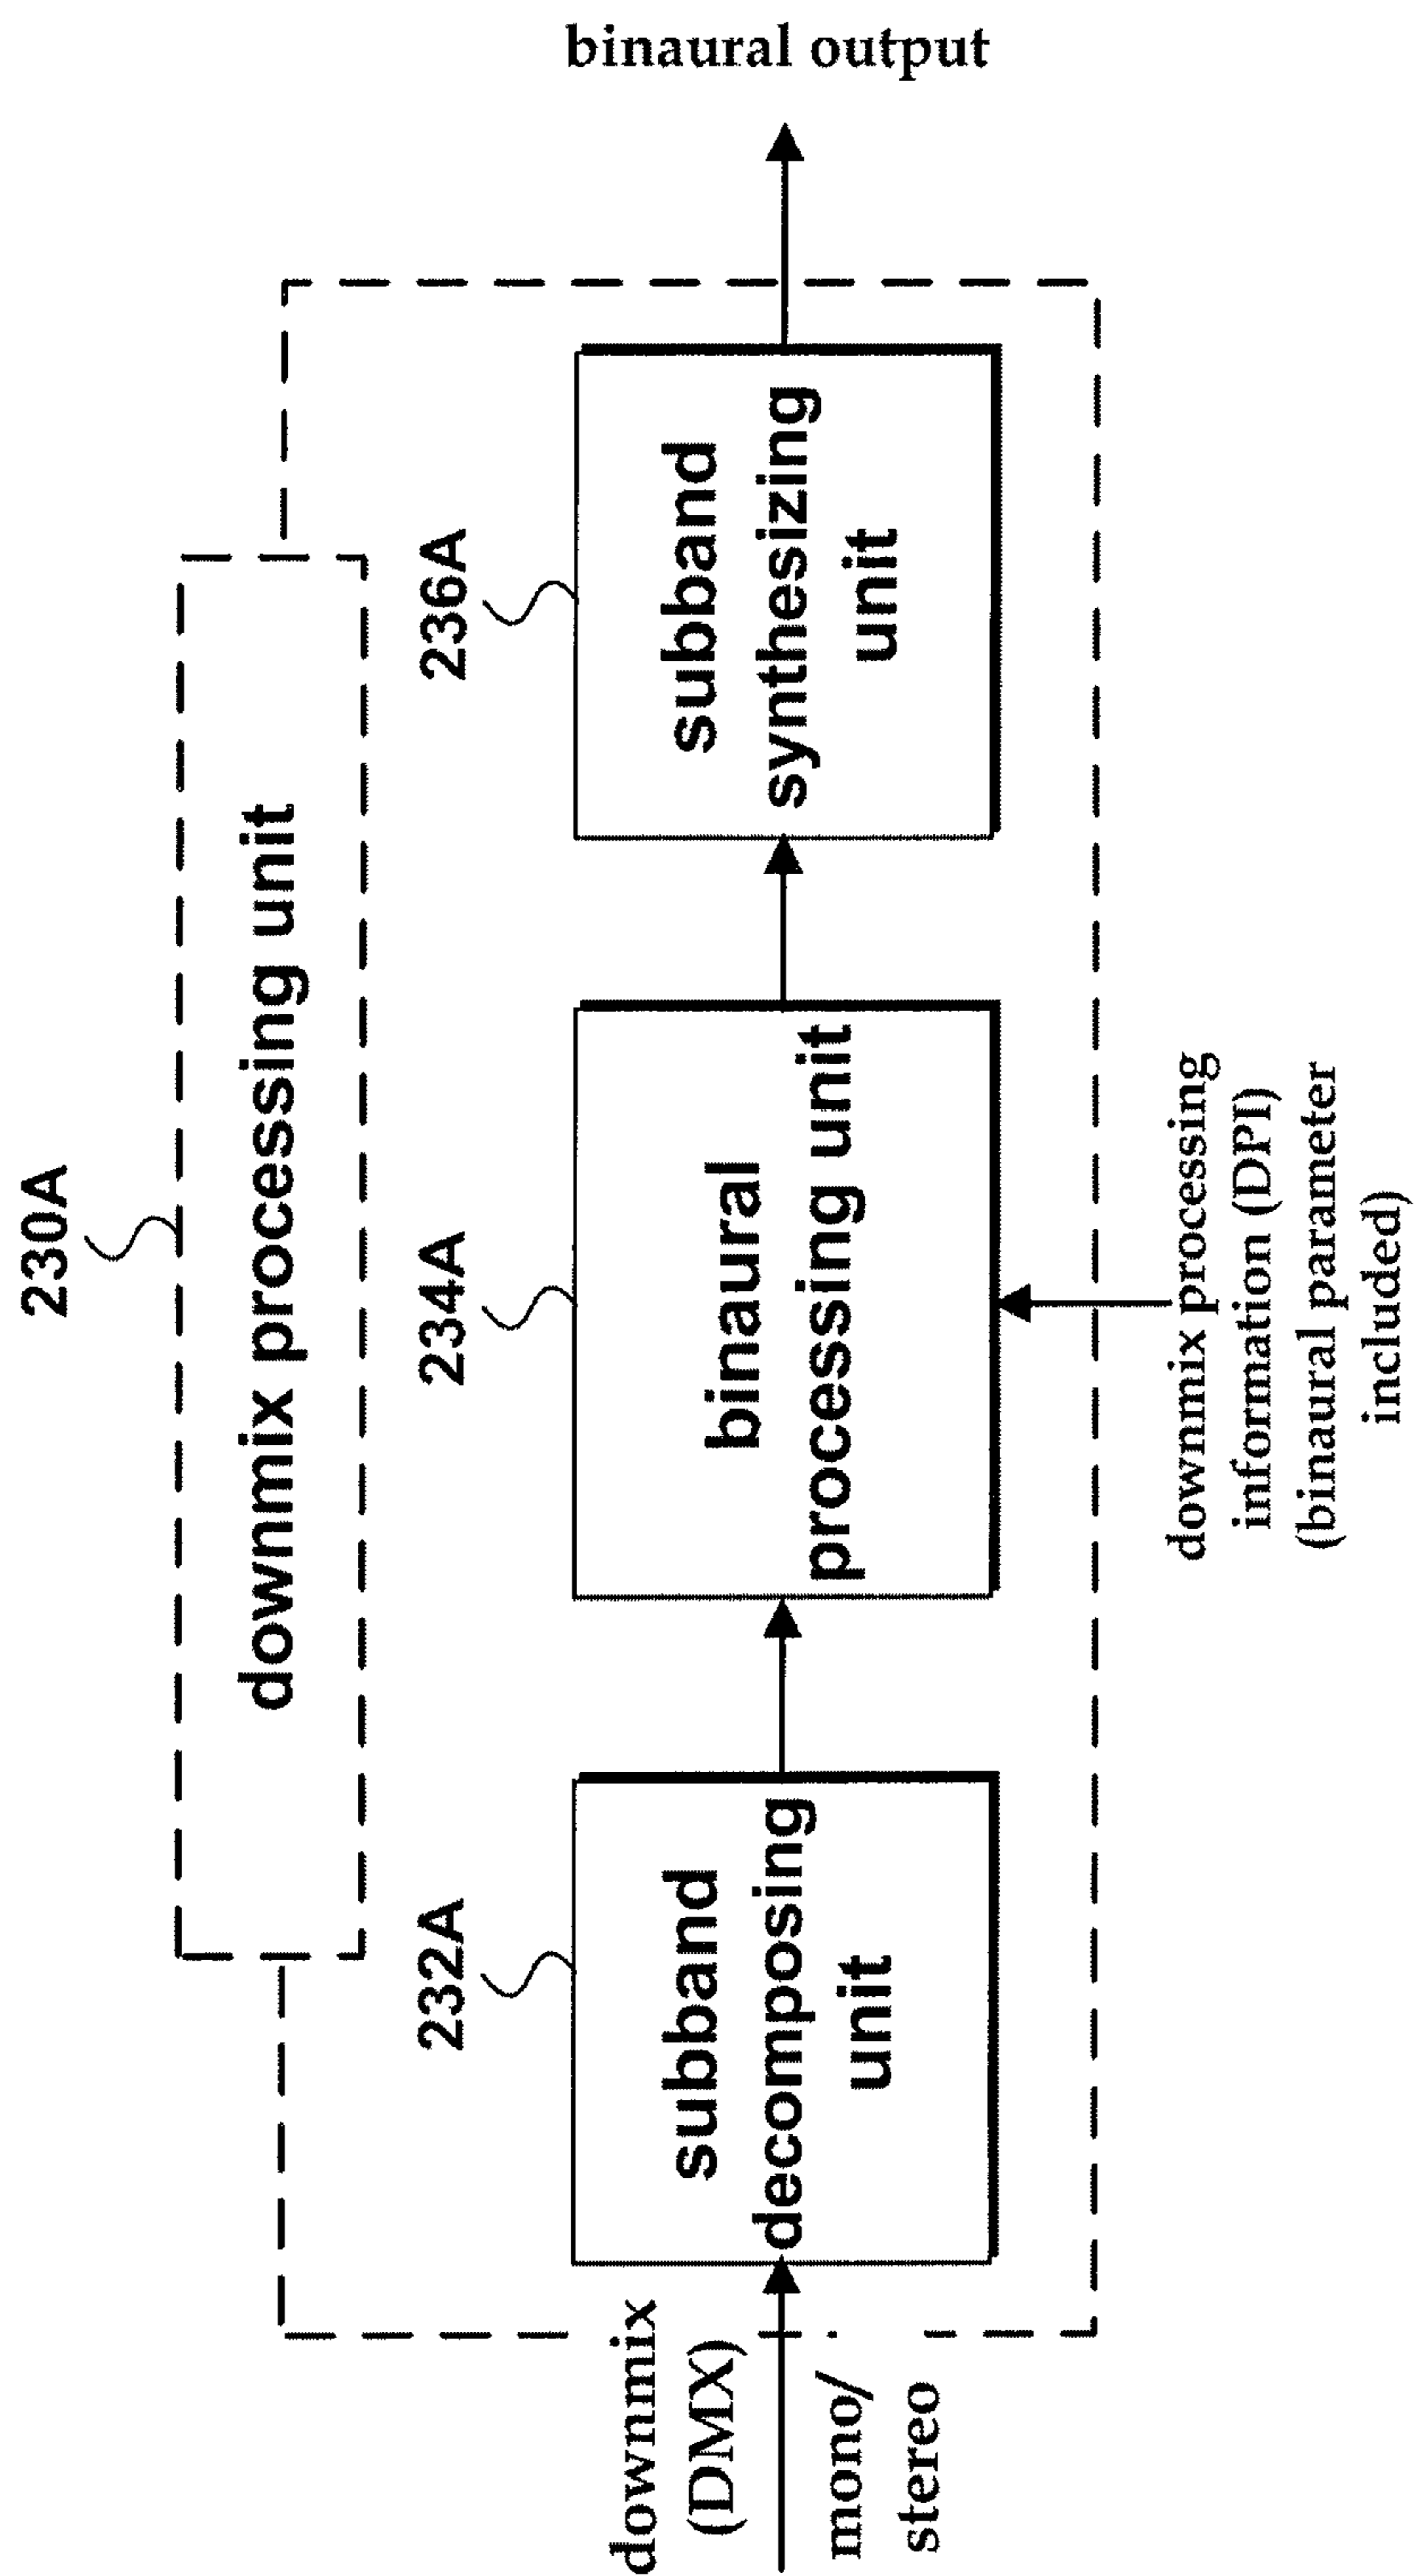 230A
downmix processing unit
232A
234A
236A
downmix
(DMX)
mono/
stereo
subband
decomposing
unit
binaural
processing unit
subband
synthesizing
unit
binaural output
downmix processing
information (DPI)
(binaural parameter
included)